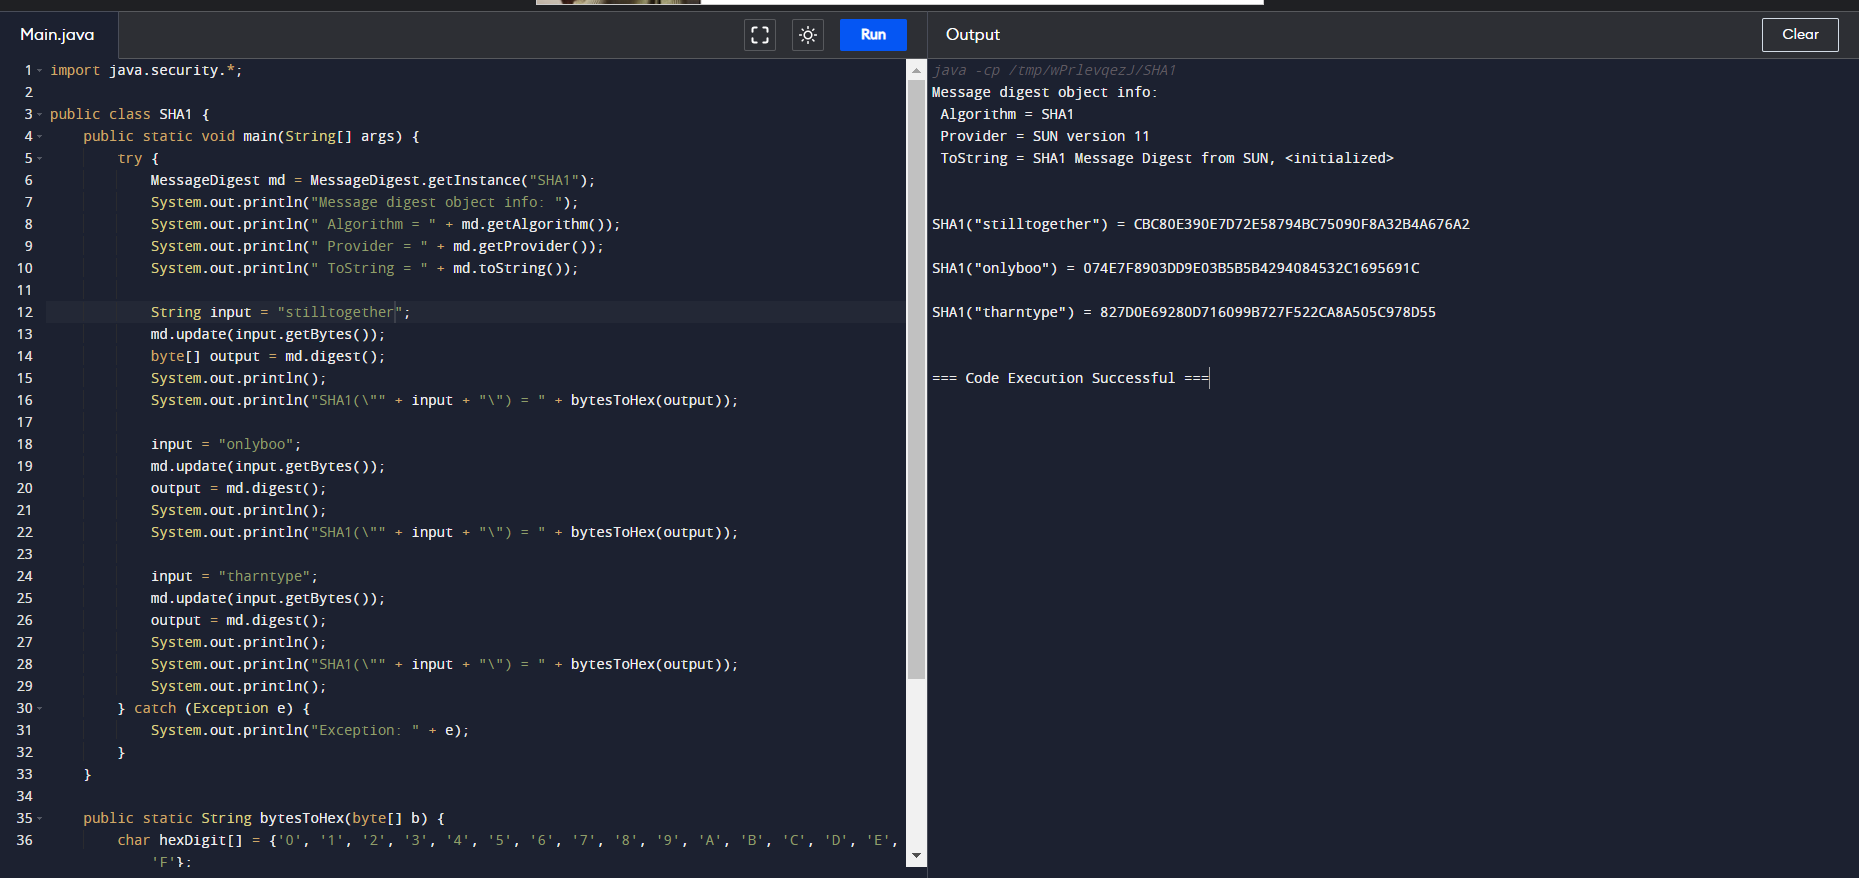 Main.java
Run
Output
Clear
1 import java.security.*;
2
3 public class SHA1 {
4 public static void main(String[] args) {
5 try {
6 MessageDigest md = MessageDigest.getInstance("SHA1");
7 System.out.println("Message digest object info: ");
8 System.out.println(" Algorithm = " + md.getAlgorithm());
9 System.out.println(" Provider = " + md.getProvider());
10 System.out.println(" ToString = " + md.toString());
11
12 String input = "stilltogether";
13 md.update(input.getBytes());
14 byte[] output = md.digest();
15 System.out.println();
16 System.out.println("SHA1(\"" + input + "\") = " + bytesToHex(output));
17
18 input = "onlyboo";
19 md.update(input.getBytes());
20 output = md.digest();
21 System.out.println();
22 System.out.println("SHA1(\"" + input + "\") = " + bytesToHex(output));
23
24 input = "tharntype";
25 md.update(input.getBytes());
26 output = md.digest();
27 System.out.println();
28 System.out.println("SHA1(\"" + input + "\") = " + bytesToHex(output));
29 System.out.println();
30 } catch (Exception e) {
31 System.out.println("Exception: " + e);
32 }
33 }
34
35 public static String bytesToHex(byte[] b) {
36 char hexDigit[] = {'0', '1', '2', '3', '4', '5', '6', '7', '8', '9', 'A', 'B', 'C', 'D', 'E',
'F'};
java -cp /tmp/wPrlevqezJ/SHA1
Message digest object info:
Algorithm = SHA1
Provider = SUN version 11
ToString = SHA1 Message Digest from SUN, <initialized>
SHA1("stilltogether") = CBC80E390E7D72E58794BC75090F8A32B4A676A2
SHA1("onlyboo") = 074E7F8903DD9E03B5B5B4294084532C1695691C
SHA1("tharntype") = 827D0E69280D716099B727F522CA8A505C978D55
=== Code Execution Successful ===